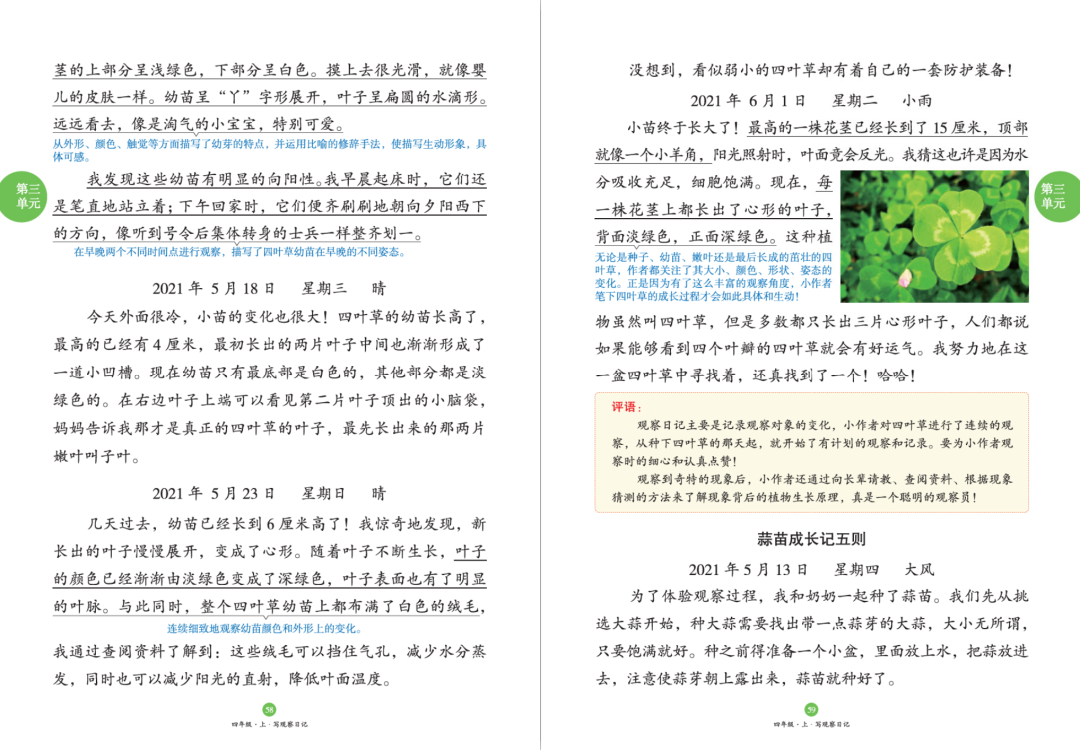 茎的上部分呈浅绿色，下部分呈白色。摸上去很光滑，就像婴
儿的皮肤一样。幼苗呈“丫”字形展开，叶子呈扁圆的水滴形。
远远看去，像是淘气的小宝宝，特别可爱。
从外形、颜色、触觉等方面描写了幼芽的特点，并运用比喻的修辞手法，使描写生动形象，具
体可感。
我发现这些幼苗有明显的向阳性。我早晨起床时，它们还
是笔直地站立着；下午回家时，它们便齐刷刷地朝向夕阳西下
的方向，像听到号令后集体转身的士兵一样整齐划一。
在早晚两个不同时间点进行观察，描写了四叶草幼苗在早晚的不同姿态。
2021 年 5 月 18 日 星期三 晴
今天外面很冷，小苗的变化也很大！四叶草的幼苗长高了，
最高的已经有 4 厘米，最初长出的两片叶子中间也渐渐形成了
一道小凹槽。现在幼苗只有最底部是白色的，其他部分都是淡
绿色的。在右边叶子上端可以看见第二片叶子顶出的小脑袋，
妈妈告诉我那才是真正的四叶草的叶子，最先长出来的那两片
嫩叶叫子叶。
2021 年 5 月 23 日 星期日 晴
几天过去，幼苗已经长到 6 厘米高了！我惊奇地发现，新
长出的叶子慢慢展开，变成了心形。随着叶子不断生长，叶子
的颜色已经渐渐由淡绿色变成了深绿色，叶子表面也有了明显
的叶脉。与此同时，整个四叶草幼苗上都布满了白色的绒毛，
连续细致地观察幼苗颜色和外形上的变化。
我通过查阅资料了解到：这些绒毛可以挡住气孔，减少水分蒸
发，同时也可以减少阳光的直射，降低叶面温度。
第三
单元
58
四年级·上·写观察日记
没想到，看似弱小的四叶草却有着自己的一套防护装备！
2021 年 6 月 1 日 星期二 小雨
小苗终于长大了！最高的一株花茎已经长到了 15 厘米，顶部
就像一个小羊角，阳光照射时，叶面竟会反光。我猜这也许是因为水
分吸收充足，细胞饱满。现在，每
一株花茎上都长出了心形的叶子，
背面淡绿色，正面深绿色。这种植
无论是种子、幼苗、嫩叶还是最后长成的茁壮的四
叶草，作者都关注了其大小、颜色、形状、姿态的
变化。正是因为有了这么丰富的观察角度，小作者
笔下四叶草的成长过程才会如此具体和生动！
物虽然叫四叶草，但是多数都只长出三片心形叶子，人们都说
如果能够看到四个叶瓣的四叶草就会有好运气。我努力地在这
一盆四叶草中寻找着，还真找到了一个！哈哈！
评语：
观察日记主要是记录观察对象的变化，小作者对四叶草进行了连续的观
察，从种下四叶草的那天起，就开始了有计划的观察和记录。要为小作者观
察时的细心和认真点赞！
观察到奇特的现象后，小作者还通过向长辈请教、查阅资料、根据现象
猜测的方法来了解现象背后的植物生长原理，真是一个聪明的观察员！
蒜苗成长记五则
2021 年 5 月 13 日 星期四 大风
为了体验观察过程，我和奶奶一起种了蒜苗。我们先从挑
选大蒜开始，种大蒜需要找出带一点蒜芽的大蒜，大小无所谓，
只要饱满就好。种之前得准备一个小盆，里面放上水，把蒜放进
去，注意使蒜芽朝上露出来，蒜苗就种好了。
第三
单元
59
四年级·上·写观察日记